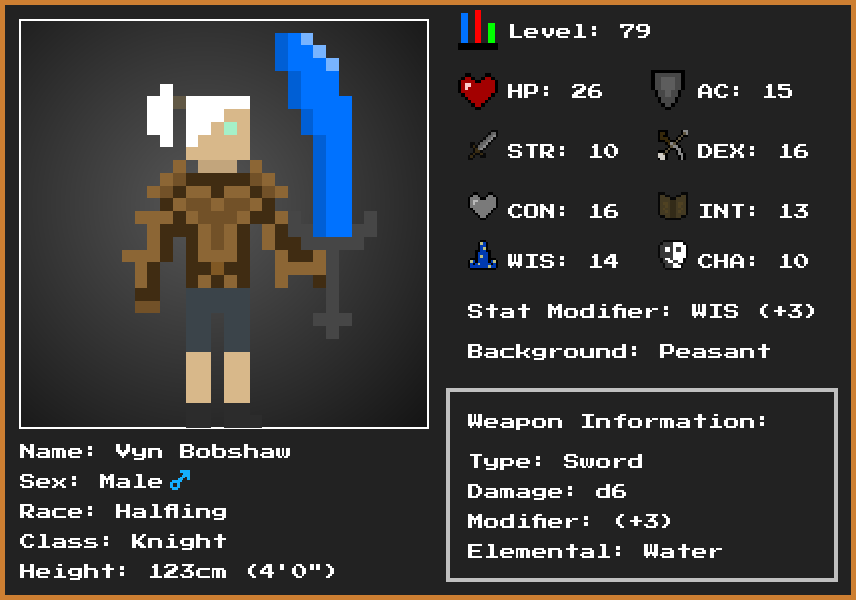 Level: 79
HP: 26
AC: 15
STR: 10
DEX: 16
CON: 16
INT: 13
WIS: 14
CHA: 10
Stat Modifier: WIS (+3)
Background: Peasant
Weapon Information:
Type: Sword
Damage: d6
Modifier: (+3)
Elemental: Water
Name: Vyn Bobshaw
Sex: Male♂
Race: Halfling
Class: Knight
Height: 123cm (4'0")